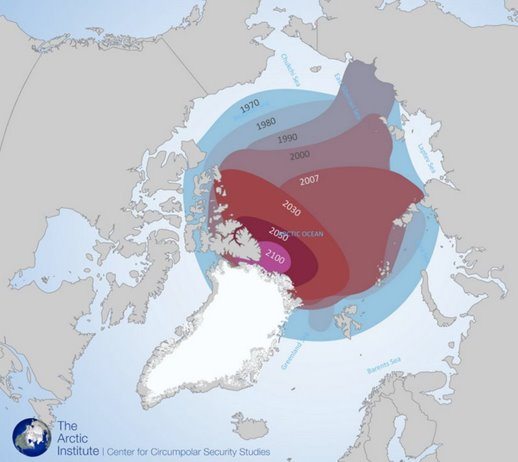 Chukchi Sea
1970
1980
1990
2000
2007
Laptev Sea
2030
2050
ARCTIC OCEAN
2100
Greenland
Barents Sea
The
Arctic
Institute | Center for Circumpolar Security Studies